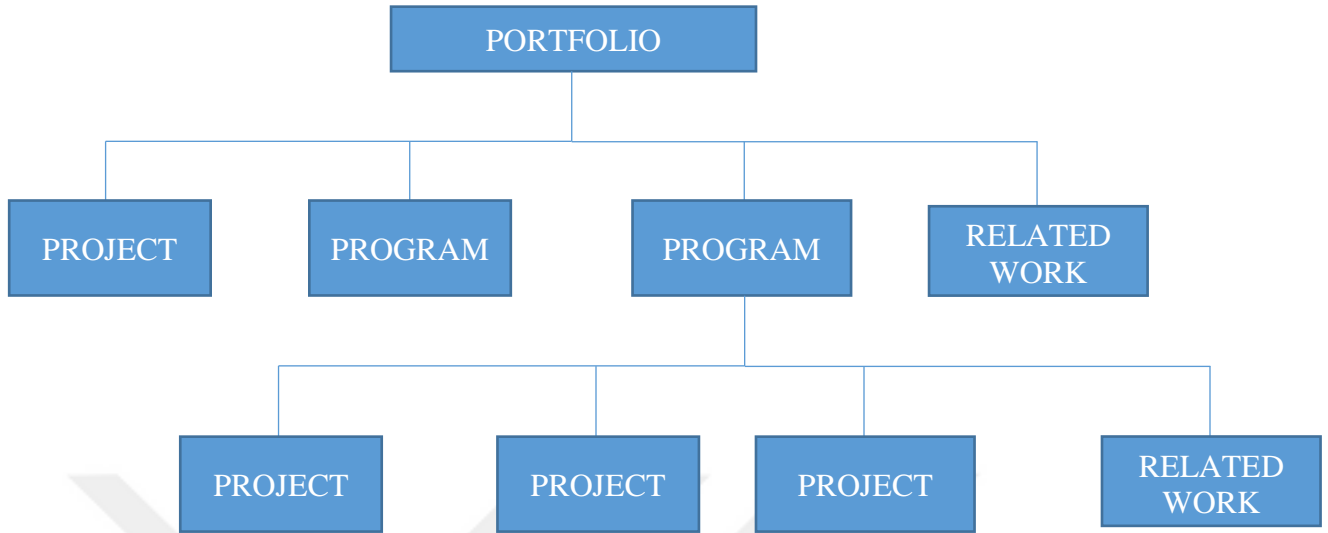 PORTFOLIO
PROJECT
PROGRAM
PROGRAM
RELATED
WORK
PROJECT
PROJECT
PROJECT
RELATED
WORK